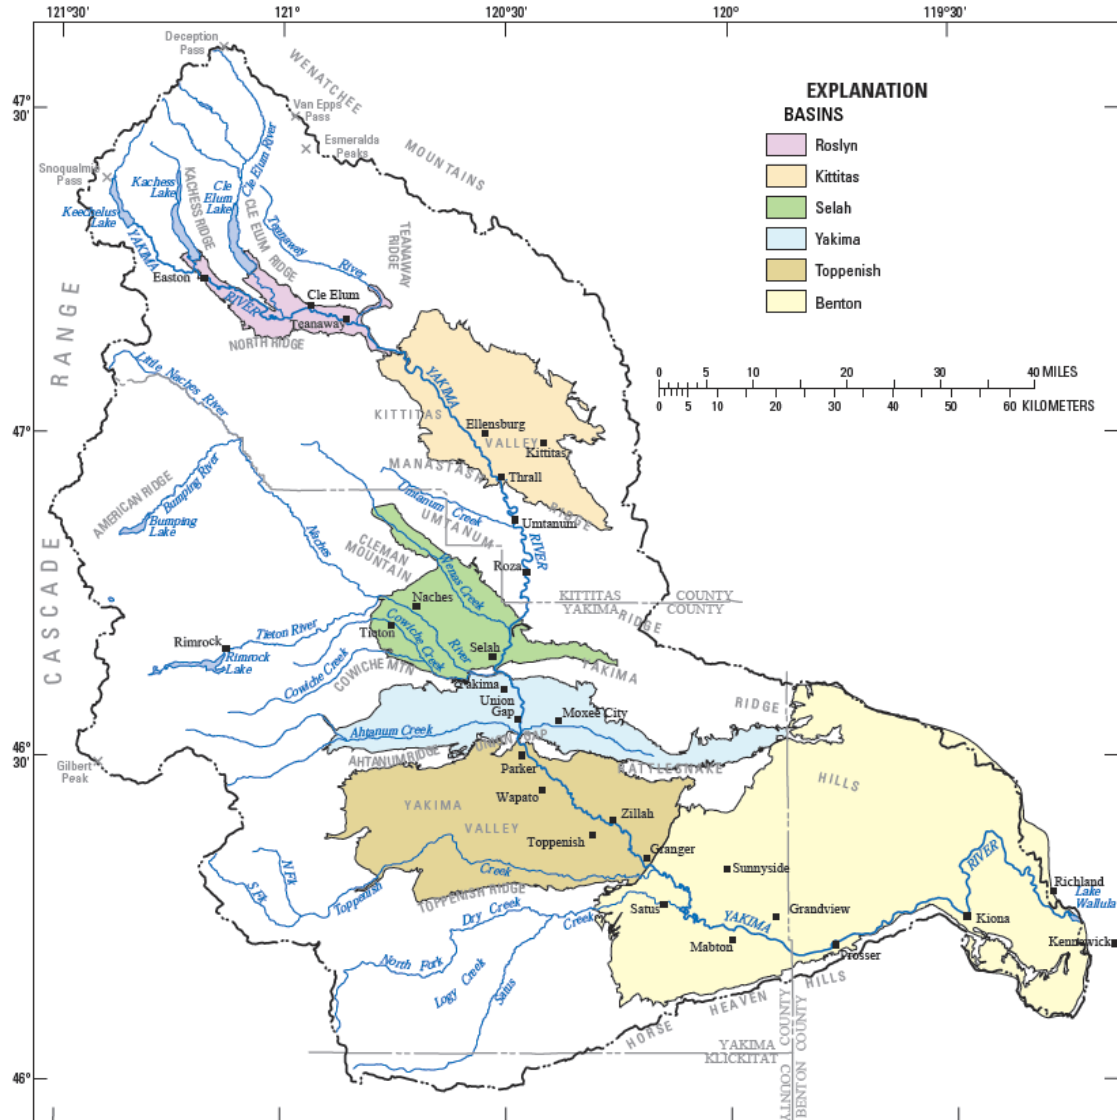 121°30'
121°
120°30'
120°
119°30'
Deception
Pass
WENATCHEE
MOUNTAINS
47°
30'
Van Epps
Pass
Esmeralda
Peaks
Snoqualmie
Pass
Cle Elum River
KACHESS RIDGE
Kachess
Lake
Cle
Elum
Lake
CLE ELUM RIDGE
Keechelus
Lake
Teanaway
River
TEANAWAY
RIDGE
YAKIMA
RIVER
Easton
Cle Elum
Teanaway
NORTH RIDGE
EXPLANATION
BASINS
Roslyn
Kittitas
Selah
Yakima
Toppenish
Benton
0 5 10 20 30 40 MILES
0 5 10 20 30 40 50 60 KILOMETERS
CASCADE RANGE
Little Naches River
YAKIMA
KITTITAS
VALLEY
Ellensburg
Kittitas
47°
MANASTASH
RIDGE
Thrall
AMERICAN RIDGE
Bumping River
Bumping
Lake
Umtanum Creek
UMTANUM
Umtanum
RIVER
Naches
CLEMAN
MOUNTAIN
Wenas Creek
Roza
KITTITAS COUNTY
YAKIMA COUNTY
RIDGE
Naches
Tieton
Cowiche Creek
River
Selah
Rimrock
Tieton River
Rimrock
Lake
Cowiche Creek
COWICHE MTN
YAKIMA
RIDGE
Yakima
Union
Gap
Moxee City
Ahtanum Creek
AHTANUM RIDGE
UNION GAP
46°
30'
Gilbert
Peak
Parker
RATTLESNAKE
HILLS
Wapato
YAKIMA
VALLEY
Zillah
Toppenish
Granger
Sunnyside
N Fk
S Fk
Toppenish
Creek
TOPPENISH RIDGE
Dry Creek
Creek
Satus
YAKIMA
Grandview
Mabton
Prosser
RIVER
Kiona
Richland
Lake
Wallula
Kennewick
North Fork
Logy Creek
Satus
HORSE HEAVEN HILLS
YAKIMA COUNTY
KLICKITAT COUNTY
BENTON COUNTY
46°